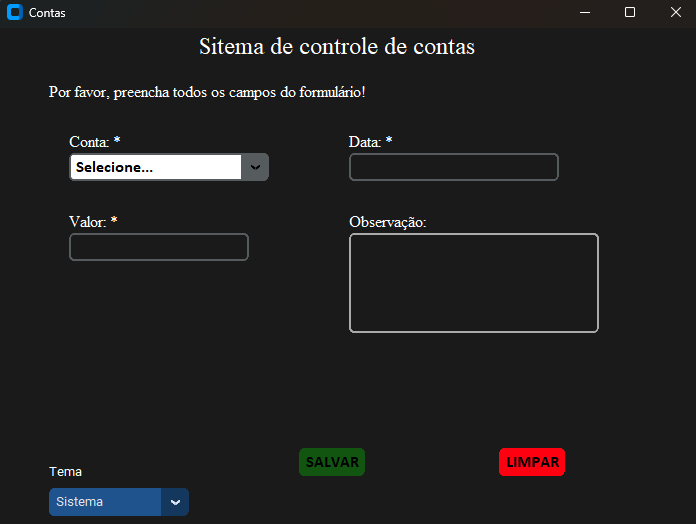 Contas
Sitema de controle de contas
Por favor, preencha todos os campos do formulário!
Conta: *
Data: *
Selecione...
Valor: *
Observação:
SALVAR
LIMPAR
Tema
Sistema